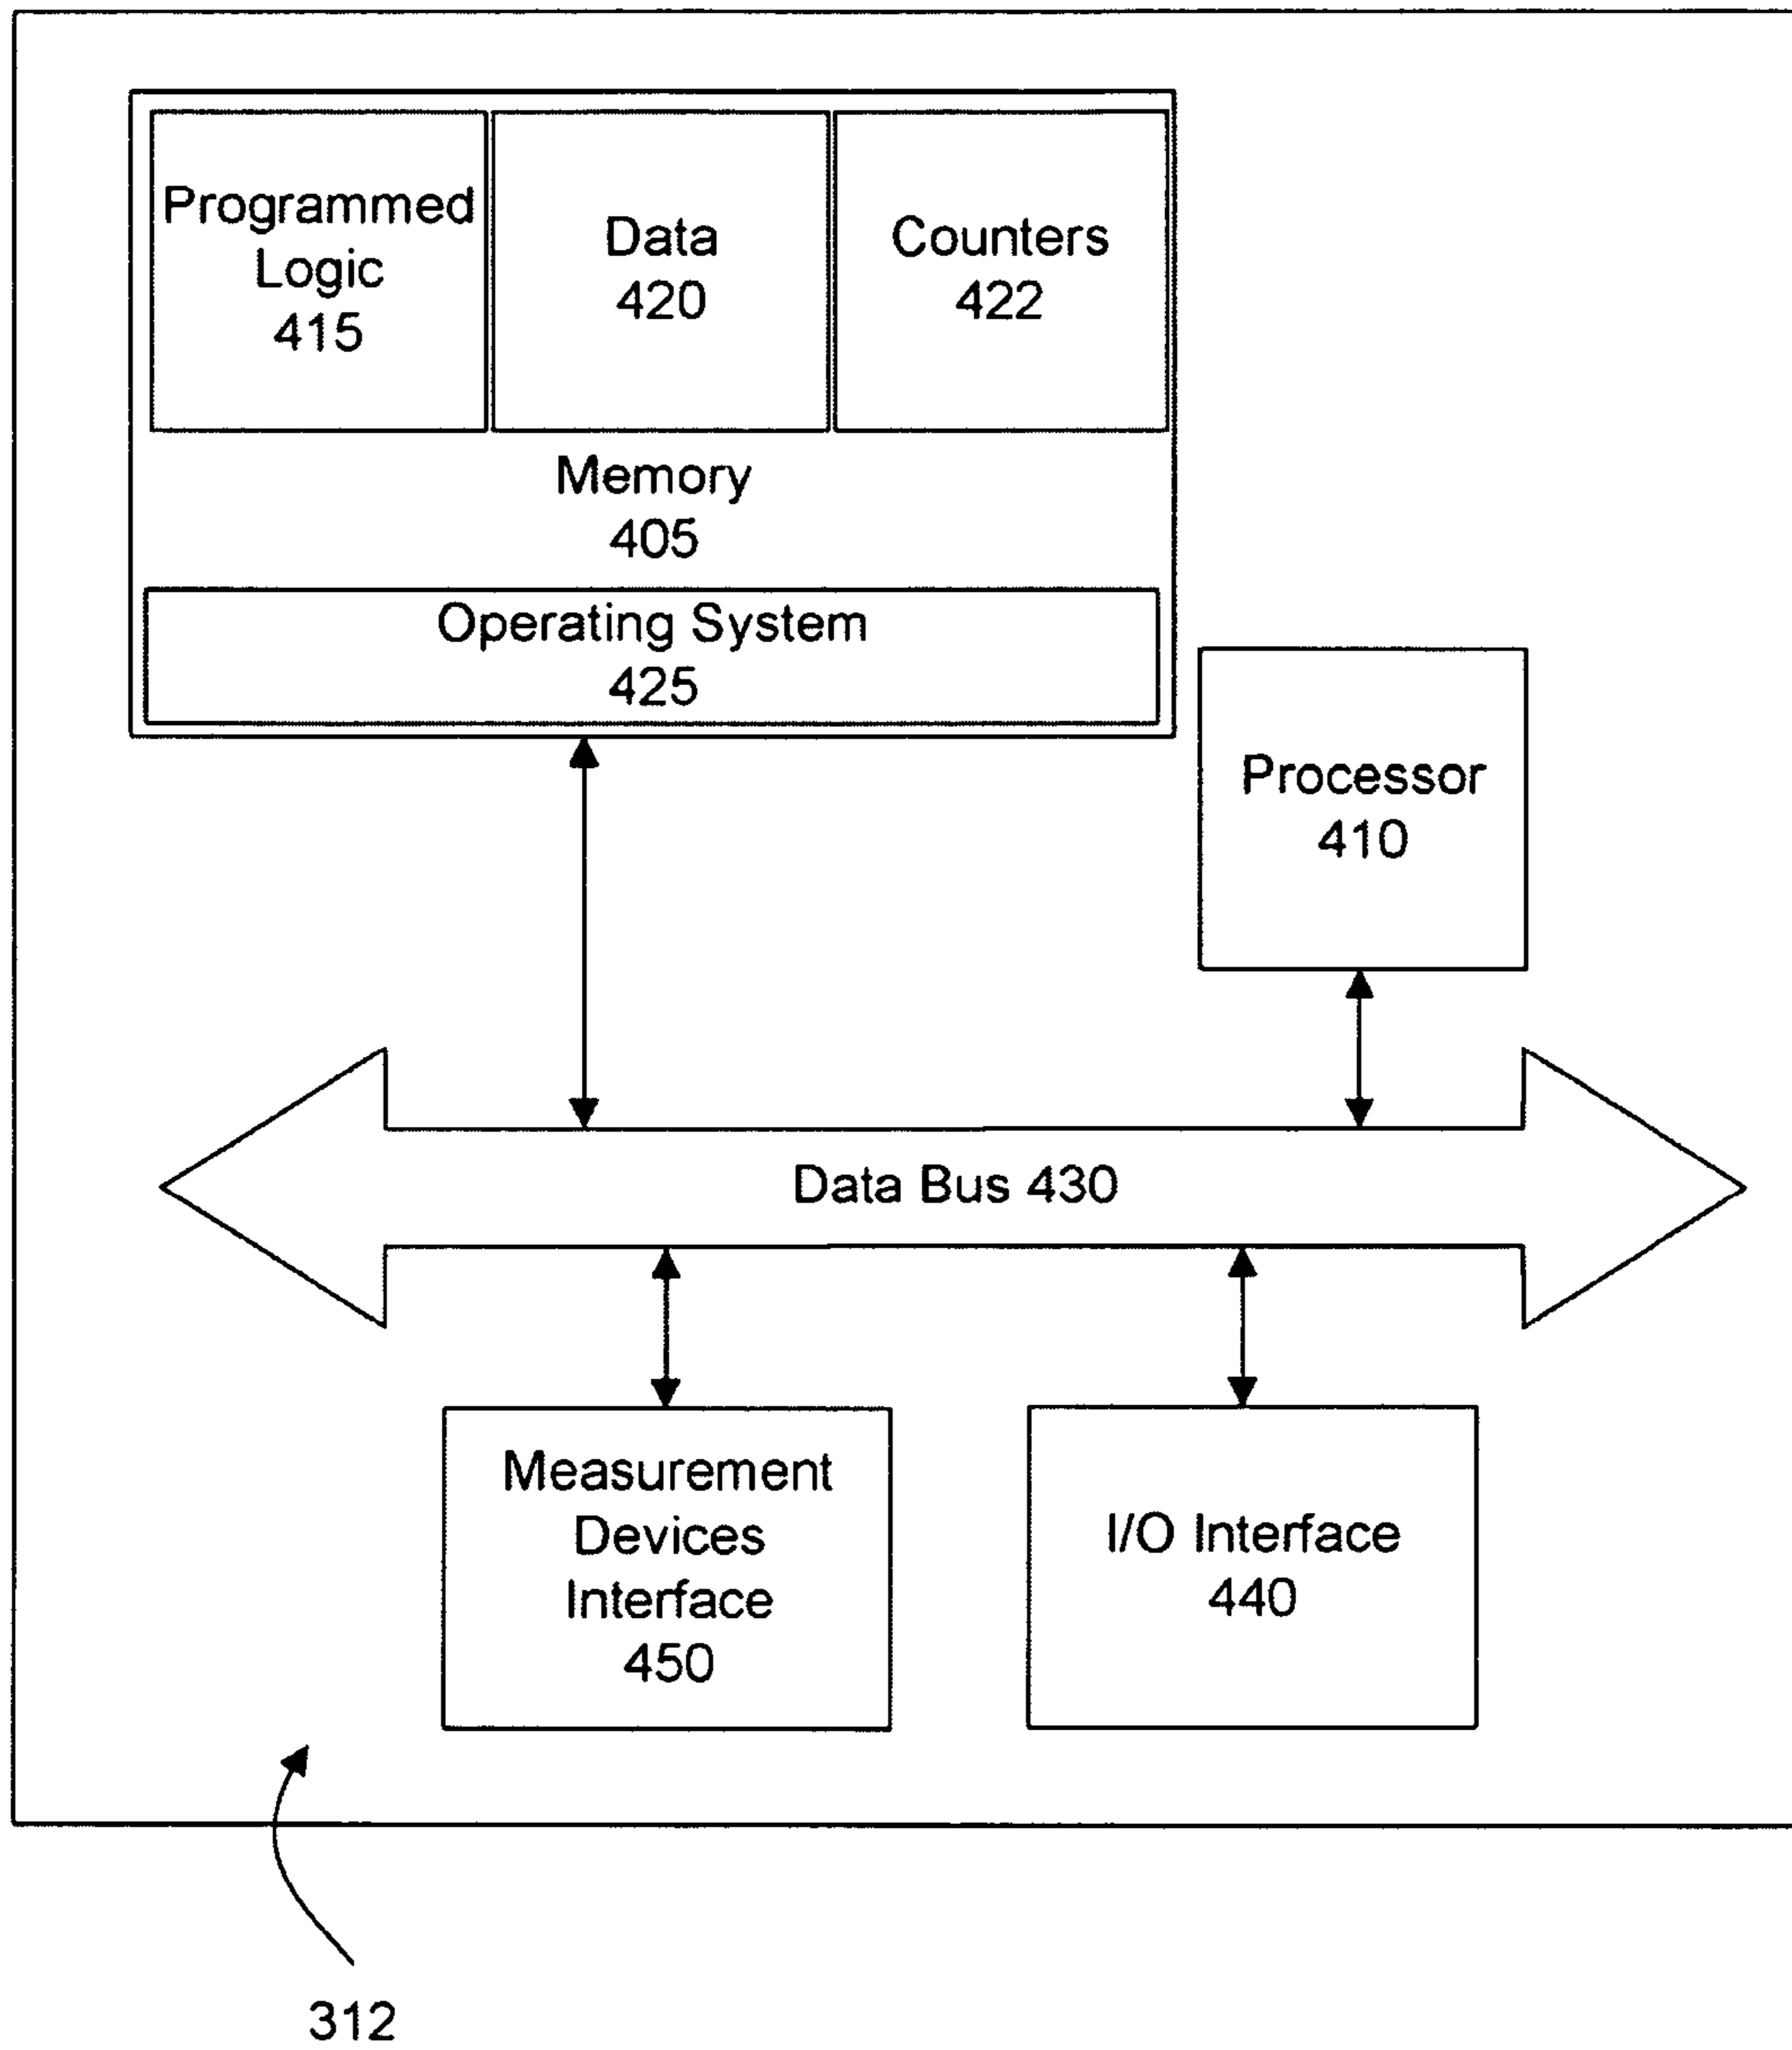 Programmed
Logic
415
Data
420
Counters
422
Memory
405
Operating System
425
Processor
410
Data Bus 430
Measurement
Devices
Interface
450
I/O Interface
440
312